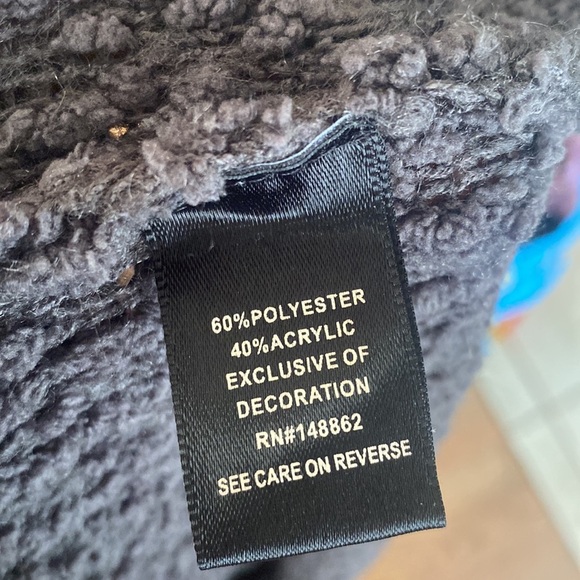 60%POLYESTER
40%ACRYLIC
EXCLUSIVE OF
DECORATION
RN#148862
SEE CARE ON REVERSE